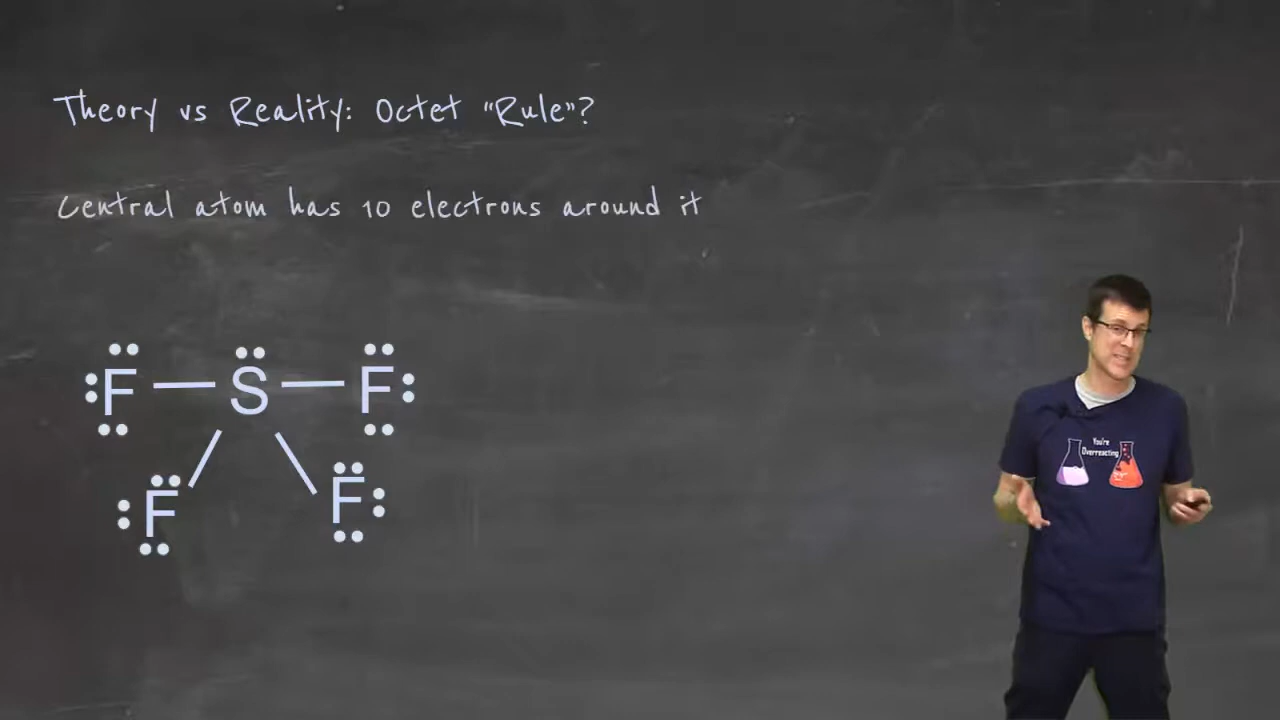 Theory vs Reality: Octet "Rule"?
Central atom has 10 electrons around it
F S F
F F
You're
Overreacting